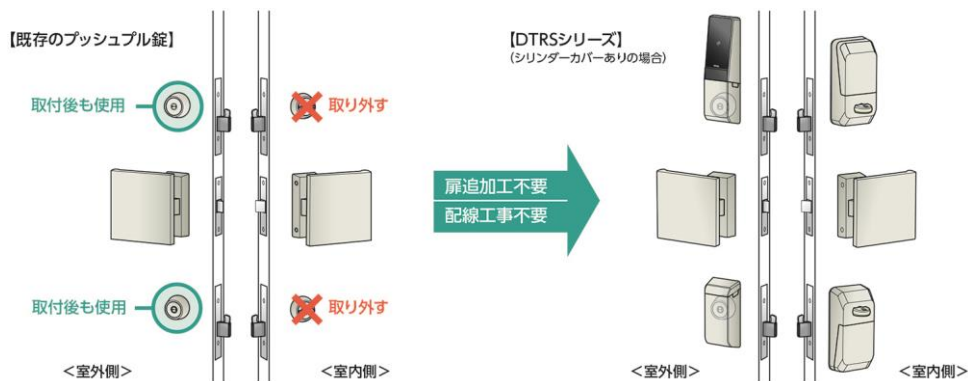 【既存のプッシュプル錠】
取付後も使用
取り外す
取付後も使用
取り外す
＜室外側＞
＜室内側＞
扉追加工不要
配線工事不要
【DTRSシリーズ】
（シリンダーカバーありの場合）
＜室外側＞
＜室内側＞